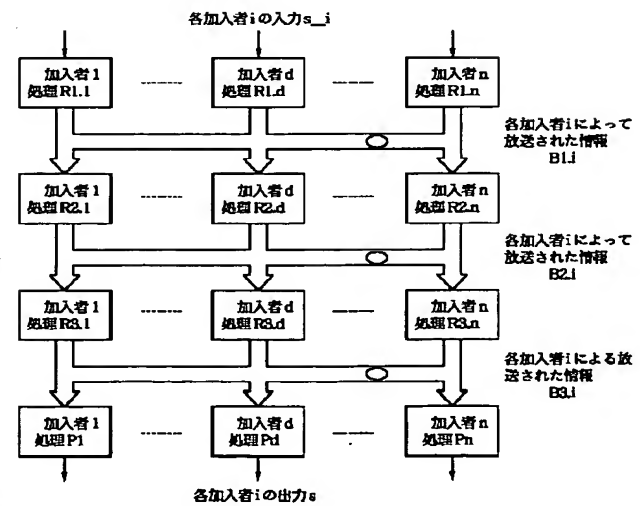 各加入者iの入力s_i
加入者1
処理R1.1
加入者d
処理R1.d
加入者n
処理R1.n
各加入者iによって
放送された情報
B1.i
加入者1
処理R2.1
加入者d
処理R2.d
加入者n
処理R2.n
各加入者iによって
放送された情報
B2.i
加入者1
処理R3.1
加入者d
処理R3.d
加入者n
処理R3.n
各加入者iによる放
送された情報
B3.i
加入者1
処理P1
加入者d
処理Pd
加入者n
処理Pn
各加入者iの出力s